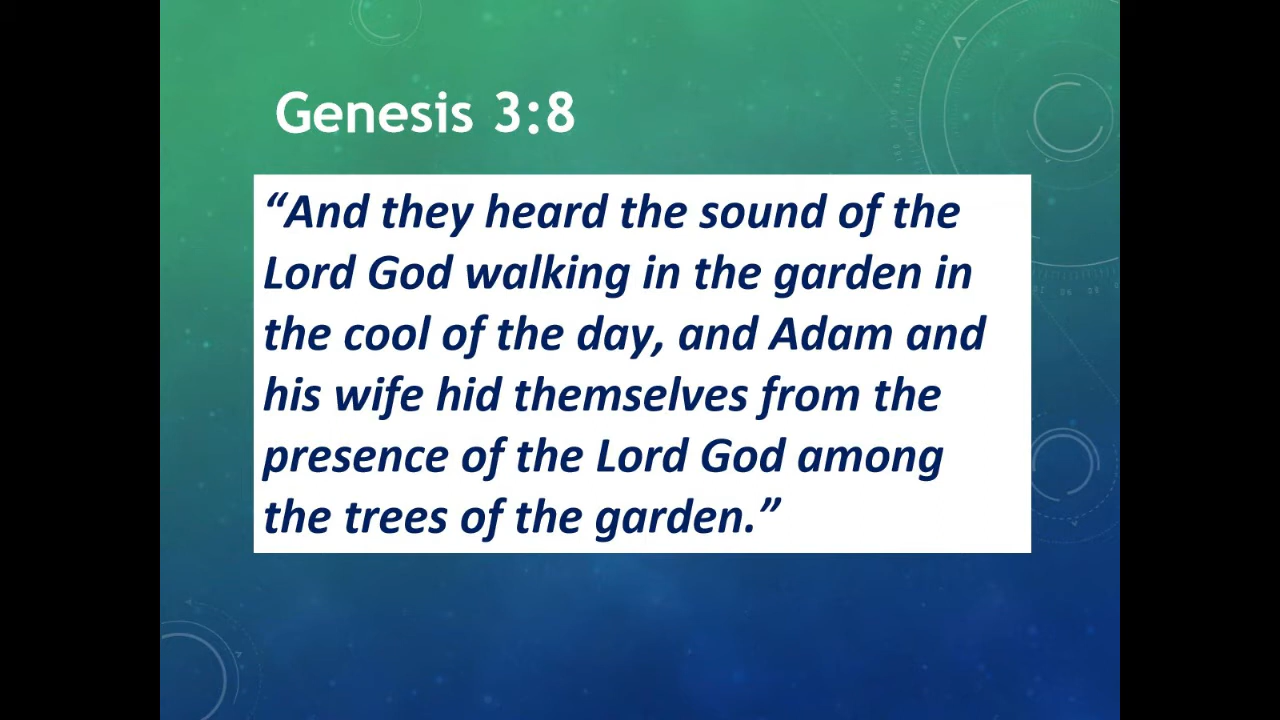 Genesis 3:8
“And they heard the sound of the
Lord God walking in the garden in
the cool of the day, and Adam and
his wife hid themselves from the
presence of the Lord God among
the trees of the garden.”